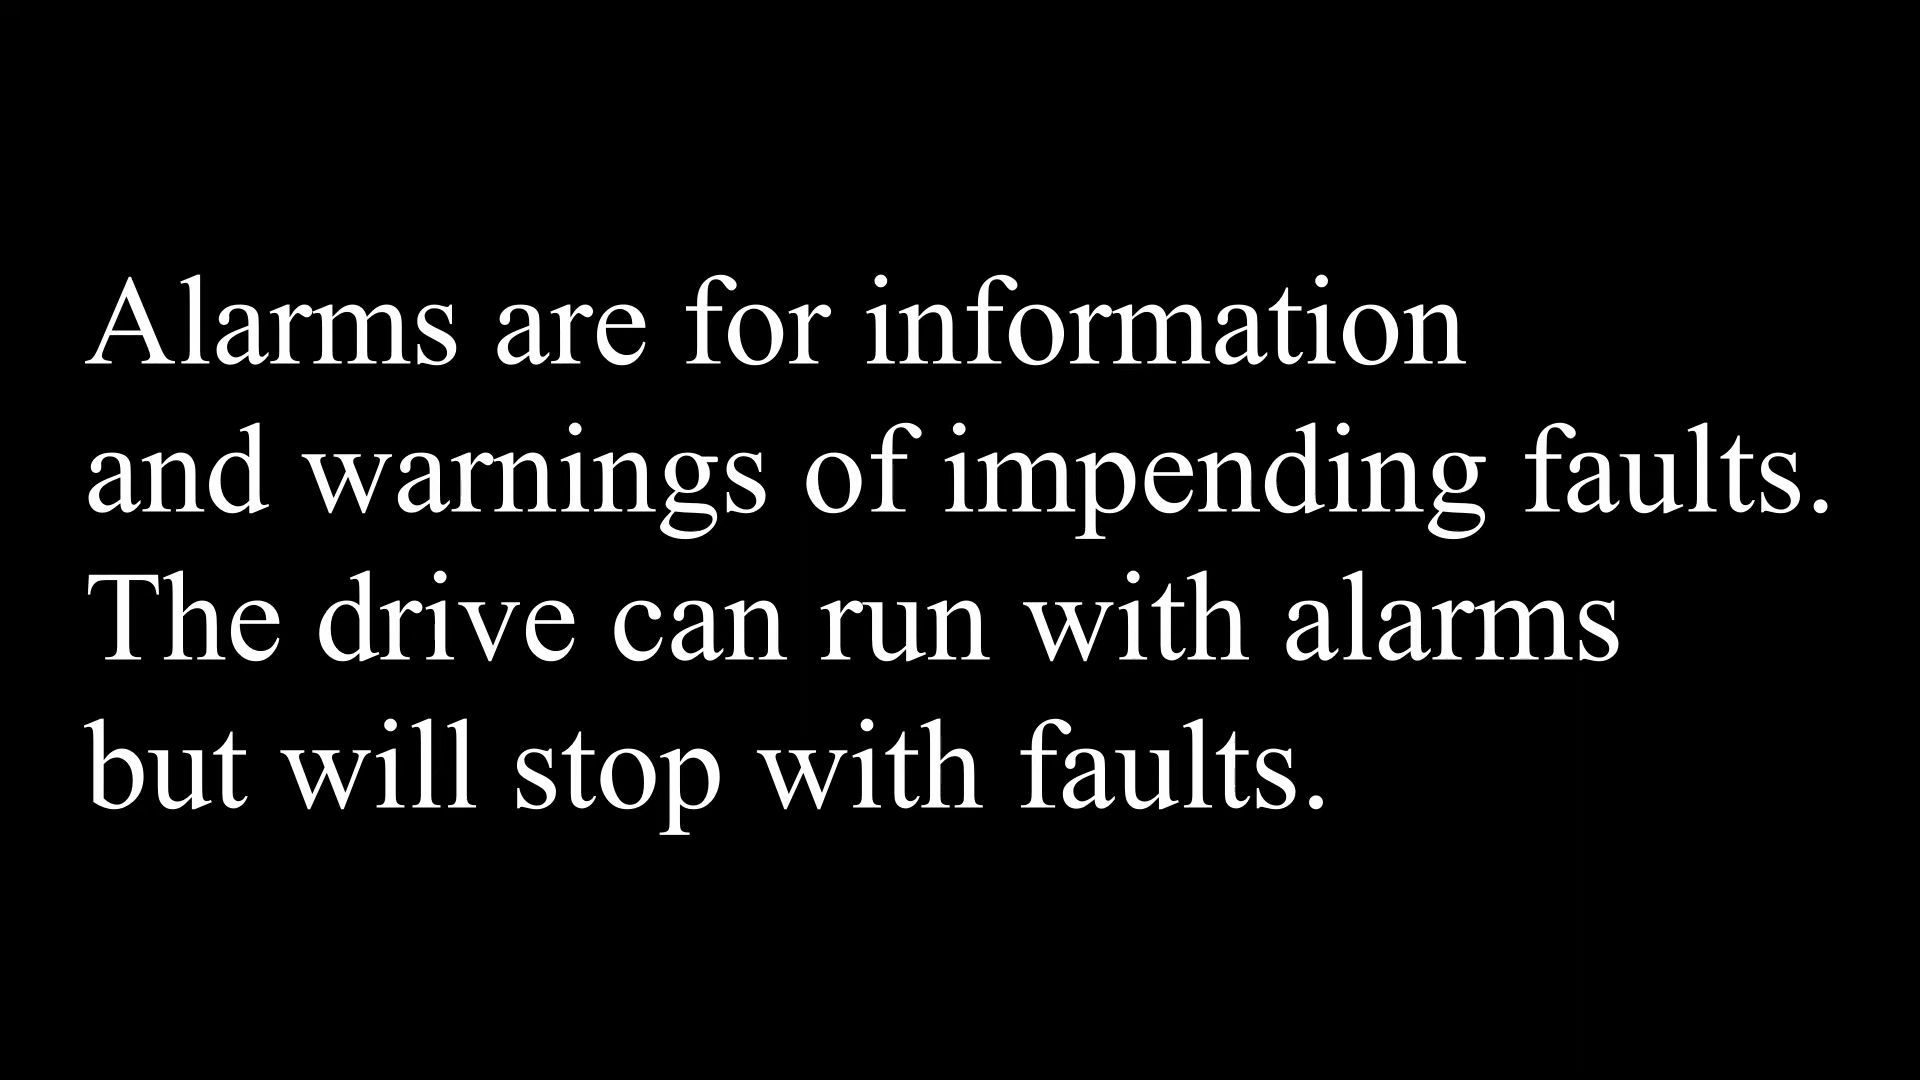 Alarms are for information
and warnings of impending faults.
The drive can run with alarms
but will stop with faults.